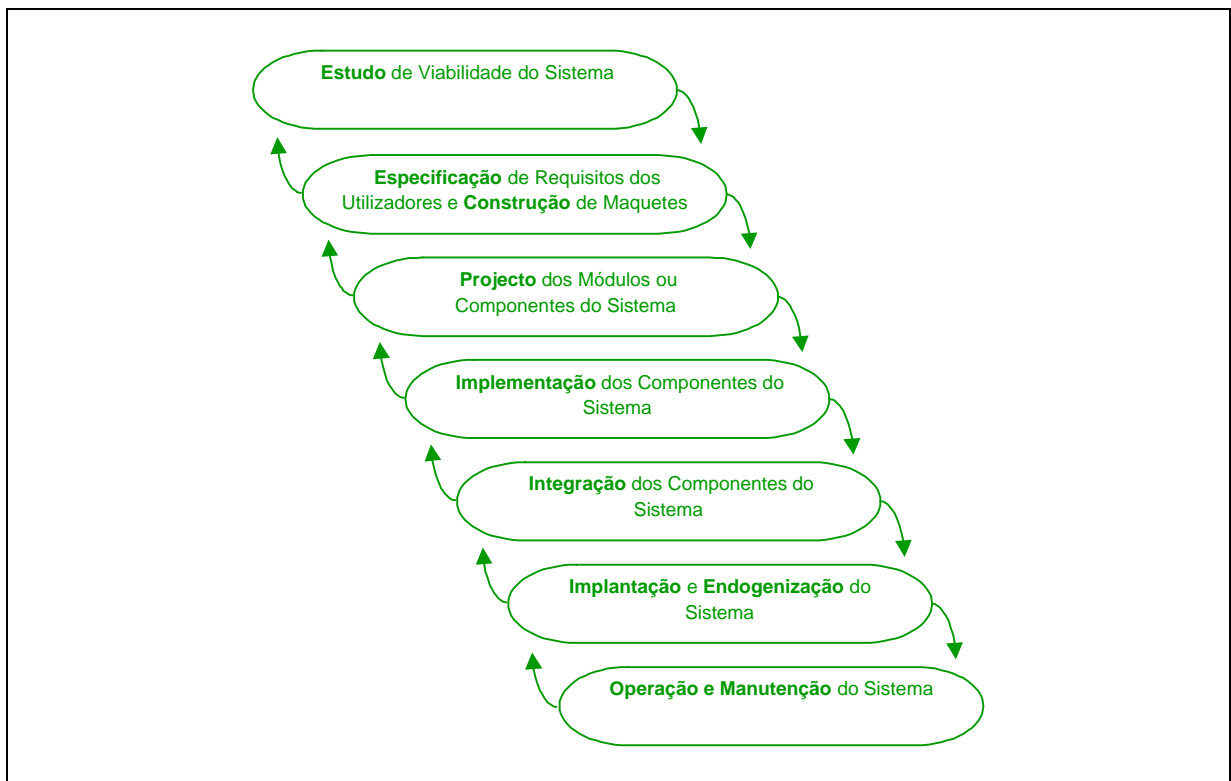 Estudo de Viabilidade do Sistema
Especificação de Requisitos dos
Utilizadores e Construção de Maquetes
Projecto dos Módulos ou
Componentes do Sistema
Implementação dos Componentes do
Sistema
Integração dos Componentes do
Sistema
Implantação e Endogenização do
Sistema
Operação e Manutenção do Sistema